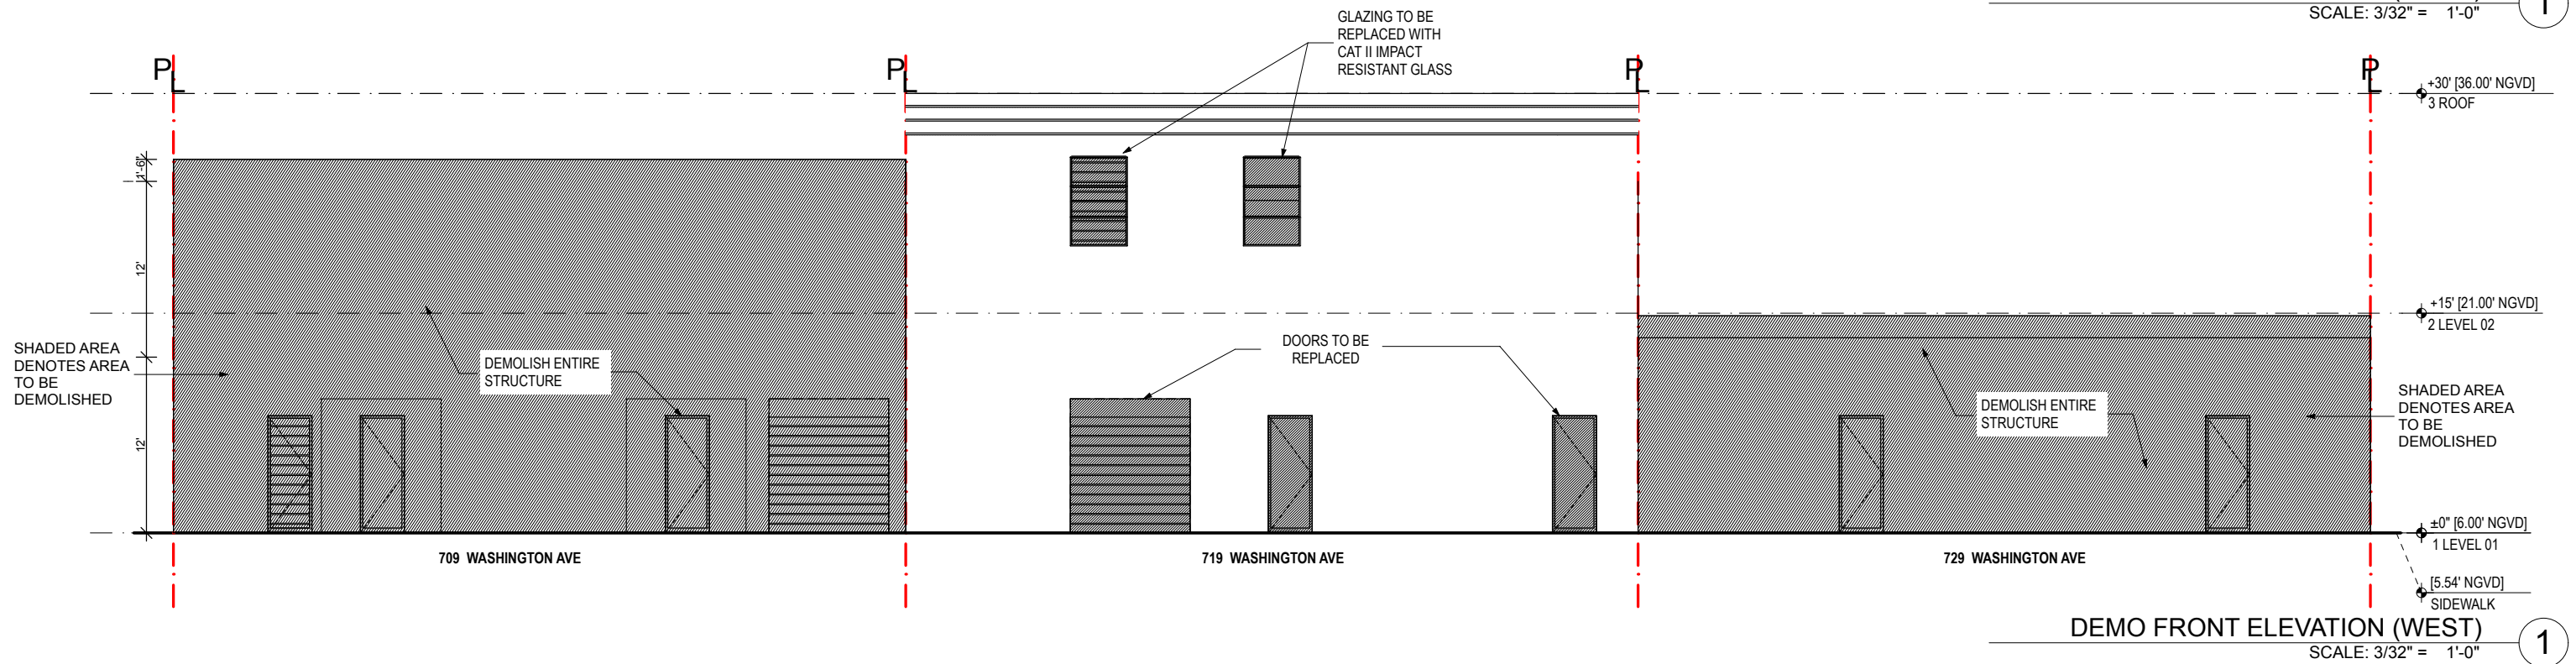 SCALE: 3/32" = 1'-0"
1
GLAZING TO BE
REPLACED WITH
CAT II IMPACT
RESISTANT GLASS
PL
PL
PL
PL
+30' [36.00' NGVD]
3 ROOF
1'-6"
12'
12'
+15' [21.00' NGVD]
2 LEVEL 02
SHADED AREA
DENOTES AREA
TO BE
DEMOLISHED
DEMOLISH ENTIRE
STRUCTURE
DOORS TO BE
REPLACED
DEMOLISH ENTIRE
STRUCTURE
SHADED AREA
DENOTES AREA
TO BE
DEMOLISHED
±0" [6.00' NGVD]
1 LEVEL 01
709 WASHINGTON AVE
719 WASHINGTON AVE
729 WASHINGTON AVE
[5.54' NGVD]
SIDEWALK
DEMO FRONT ELEVATION (WEST)
SCALE: 3/32" = 1'-0"
1